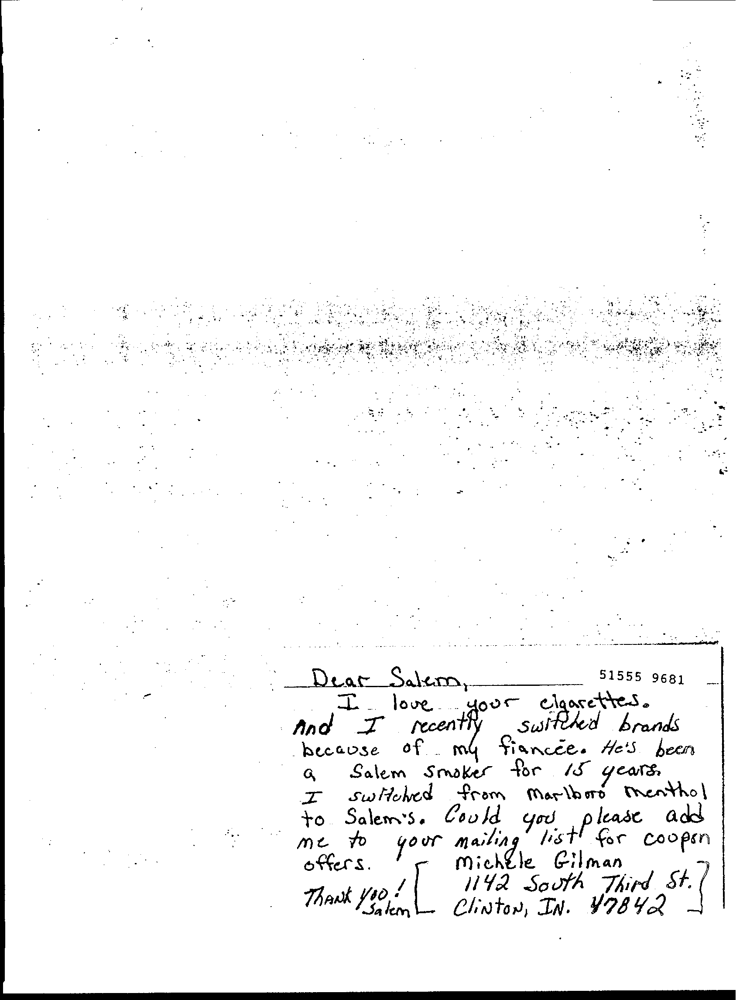 Dear Salem, 51555 9681
I love your cigarettes.
And I recently switched brands
because of my fiancée. He's been
a Salem smoker for 15 years.
I switched from Marlboro menthol
to Salem's. Could you please add
me to your mailing list for coupon
offers. [ Michele Gilman
1142 South Third St. ]
Thank you! Salem
Clinton, IN. 47842